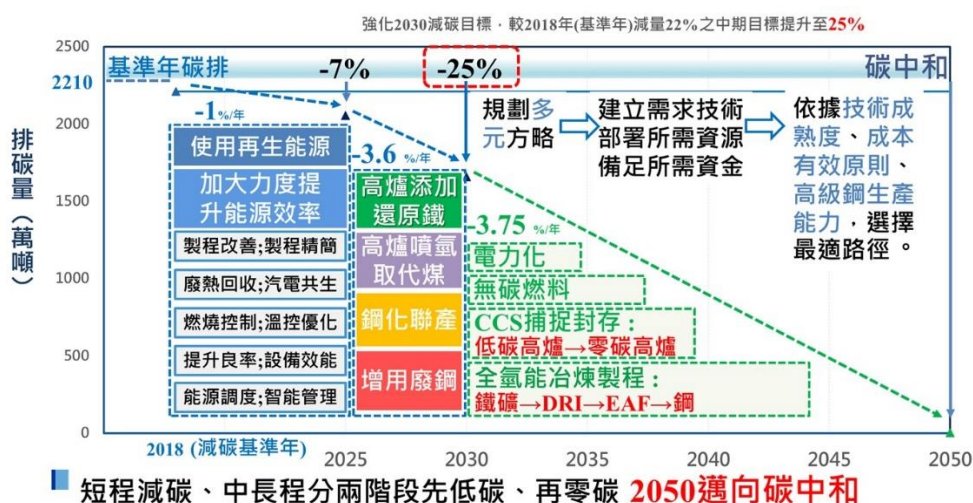 強化2030減碳目標，較2018年(基準年)減量22%之中期目標提升至25%
2500
2210
2000
1500
1000
500
0
排碳量（萬噸）
基準年碳排
-7%
-25%
碳中和
-1%/年
使用再生能源
加大力度提
升能源效率
製程改善;製程精簡
廢熱回收;汽電共生
燃燒控制;溫控優化
提升良率;設備效能
能源調度;智能管理
-3.6 %/年
高爐添加
還原鐵
高爐噴氫
取代煤
鋼化聯產
增用廢鋼
規劃多
元方略
建立需求技術
部署所需資源
備足所需資金
依據技術成
熟度、成本
有效原則、
高級鋼生產
能力，選擇
最適路徑。
-3.75 %/年
電力化
無碳燃料
CCS捕捉封存：
低碳高爐→零碳高爐
全氫能冶煉製程：
鐵礦→DRI→EAF→鋼
2018 (減碳基準年)
2025
2030
2035
2040
2045
2050
短程減碳、中長程分兩階段先低碳、再零碳 2050邁向碳中和